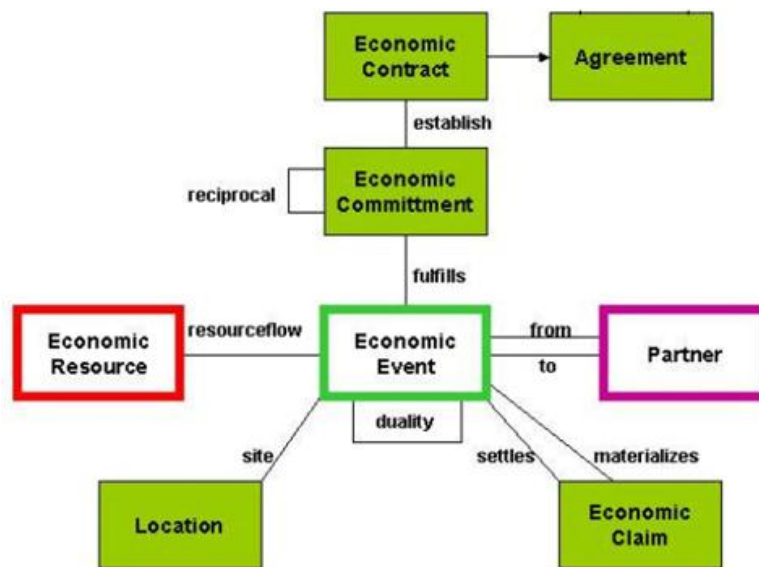 Economic
Contract
Agreement
establish
Economic
Committment
reciprocal
fulfills
Economic
Resource
resourceflow
Economic
Event
from
to
Partner
duality
site
settles
materializes
Location
Economic
Claim